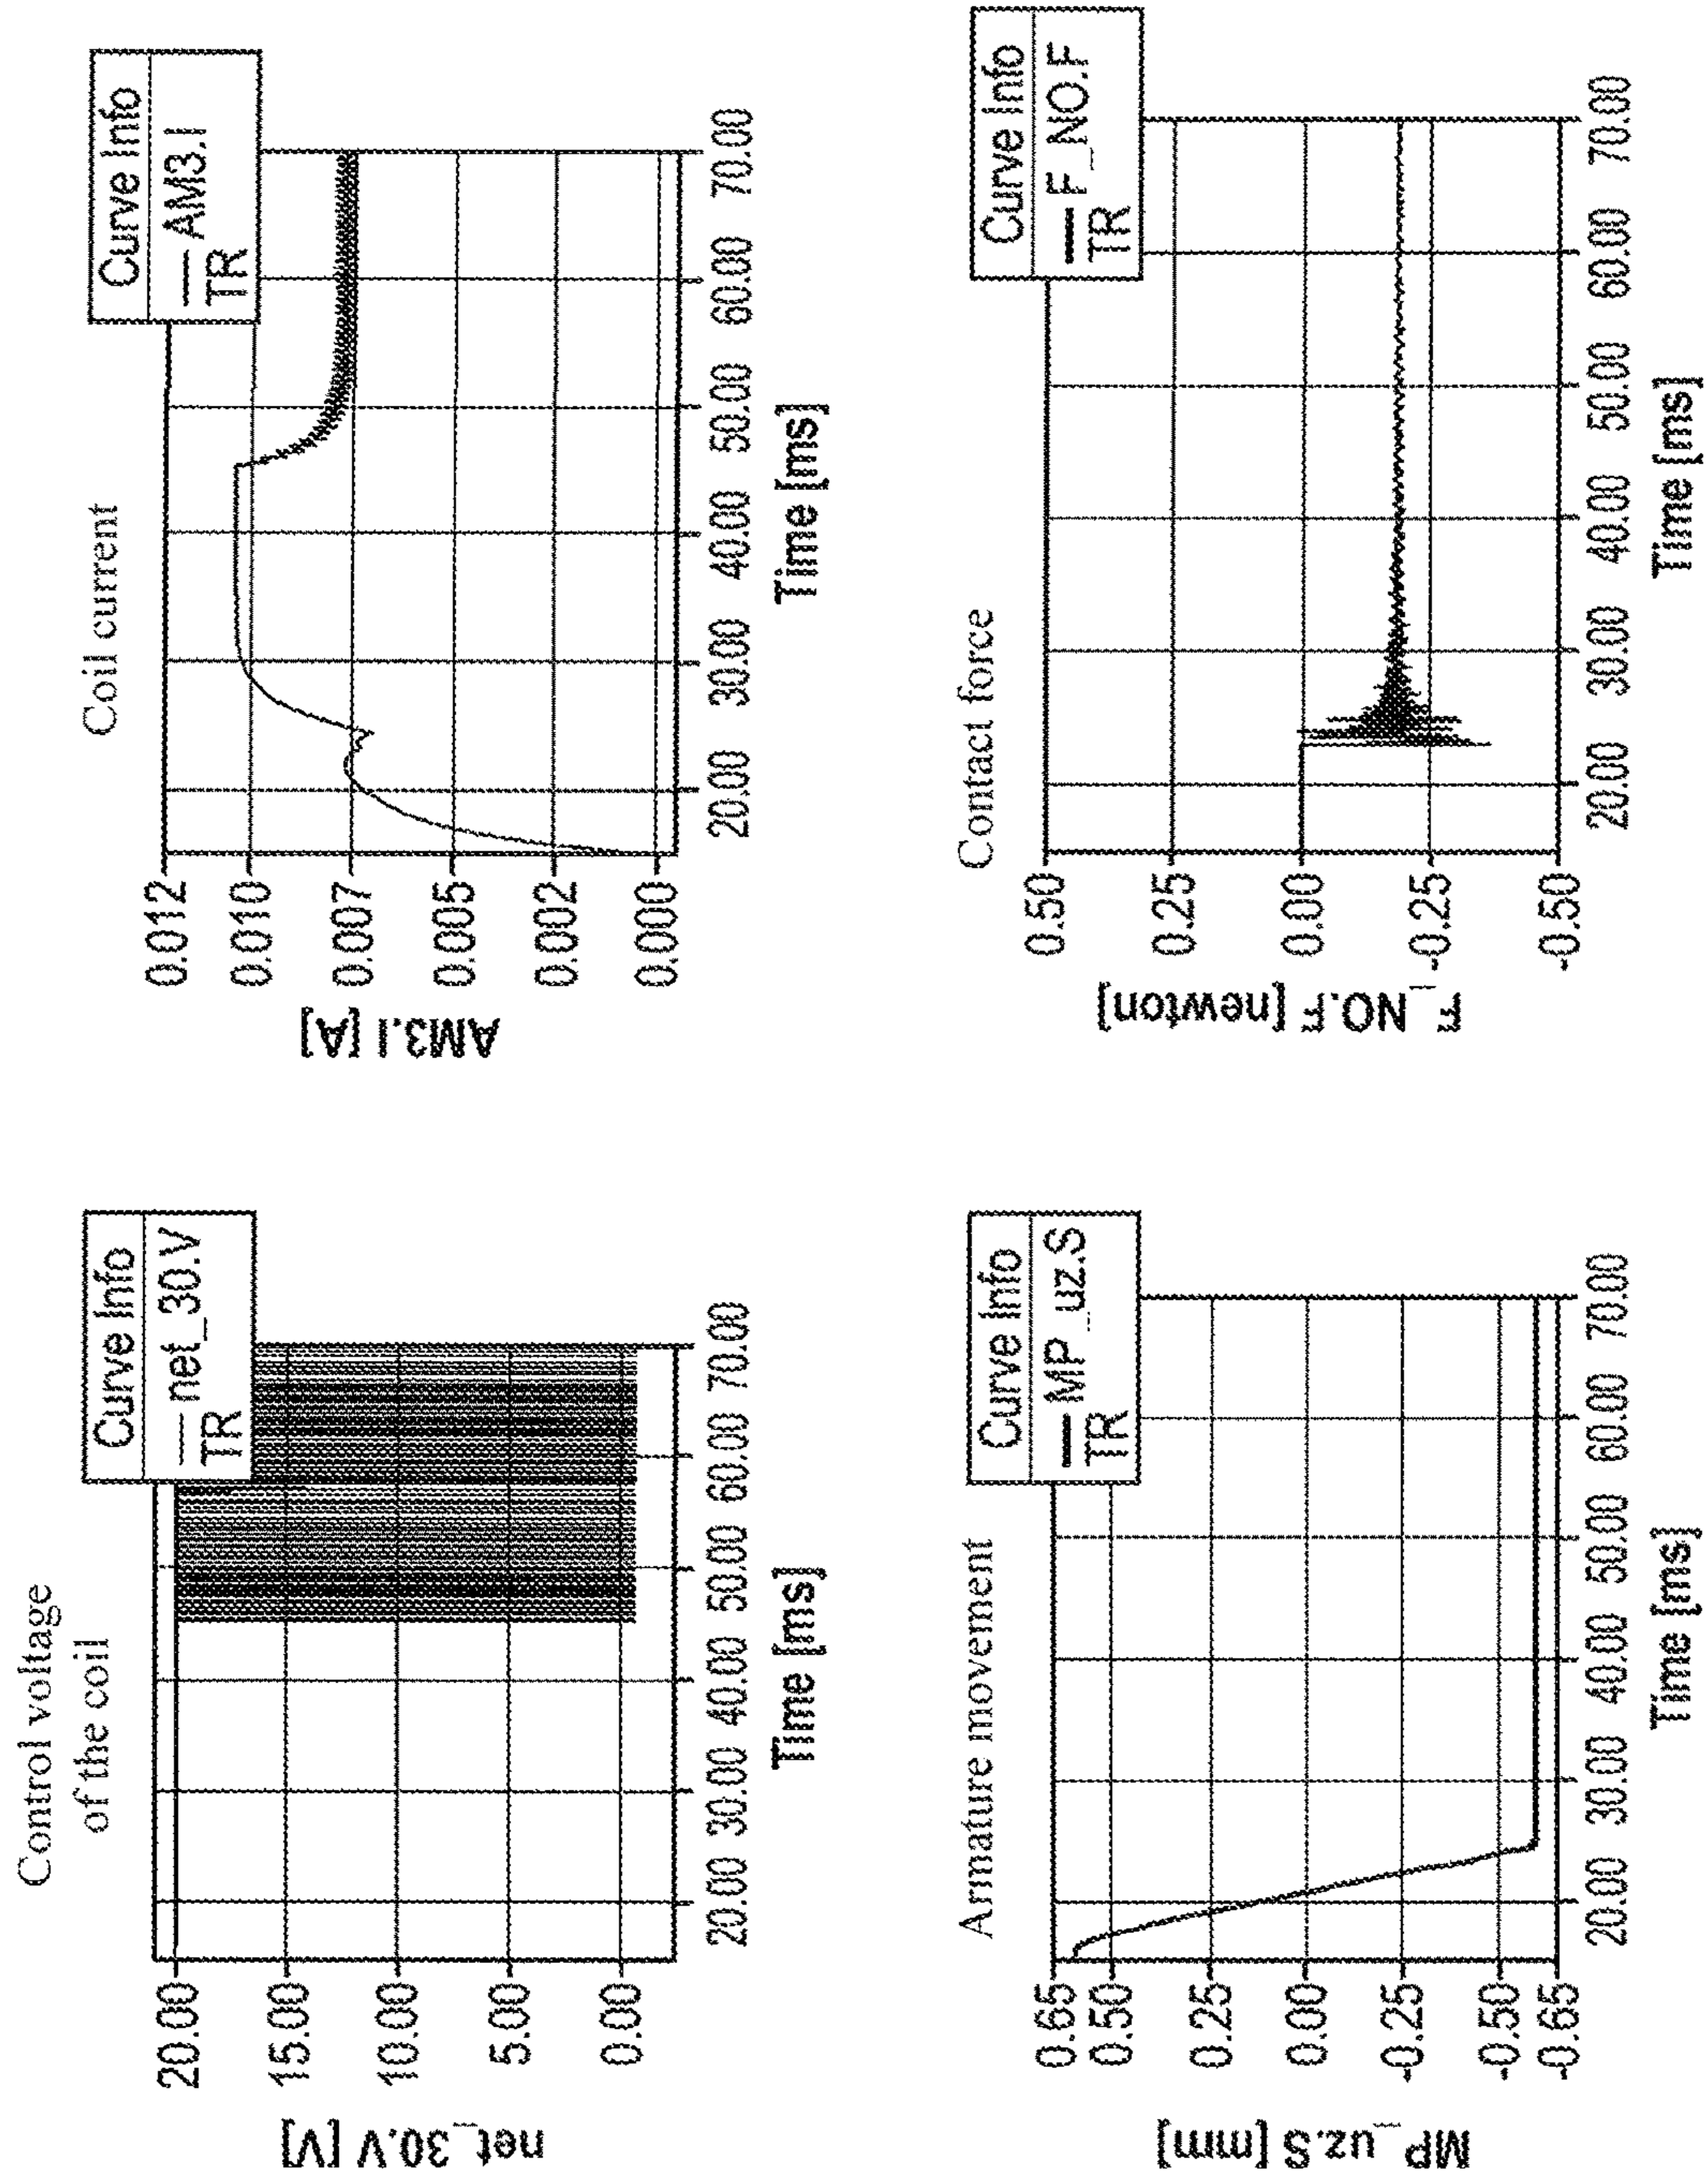 Control voltage
of the coil
Curve Info
net_30.V
TR
net_30.V [V]
20.00
15.00
10.00
5.00
0.00
20.00 30.00 40.00 50.00 60.00 70.00
Time [ms]
Coil current
Curve Info
AM3.I
TR
AM3.I [A]
0.012
0.010
0.007
0.005
0.002
0.000
20.00 30.00 40.00 50.00 60.00 70.00
Time [ms]
Armature movement
Curve Info
MP_uz.S
TR
MP_uz.S [mm]
0.65
0.50
0.25
0.00
-0.25
-0.50
-0.65
20.00 30.00 40.00 50.00 60.00 70.00
Time [ms]
Contact force
Curve Info
F_NO.F
TR
F_NO.F [newton]
0.50
0.25
0.00
-0.25
-0.50
20.00 30.00 40.00 50.00 60.00 70.00
Time [ms]